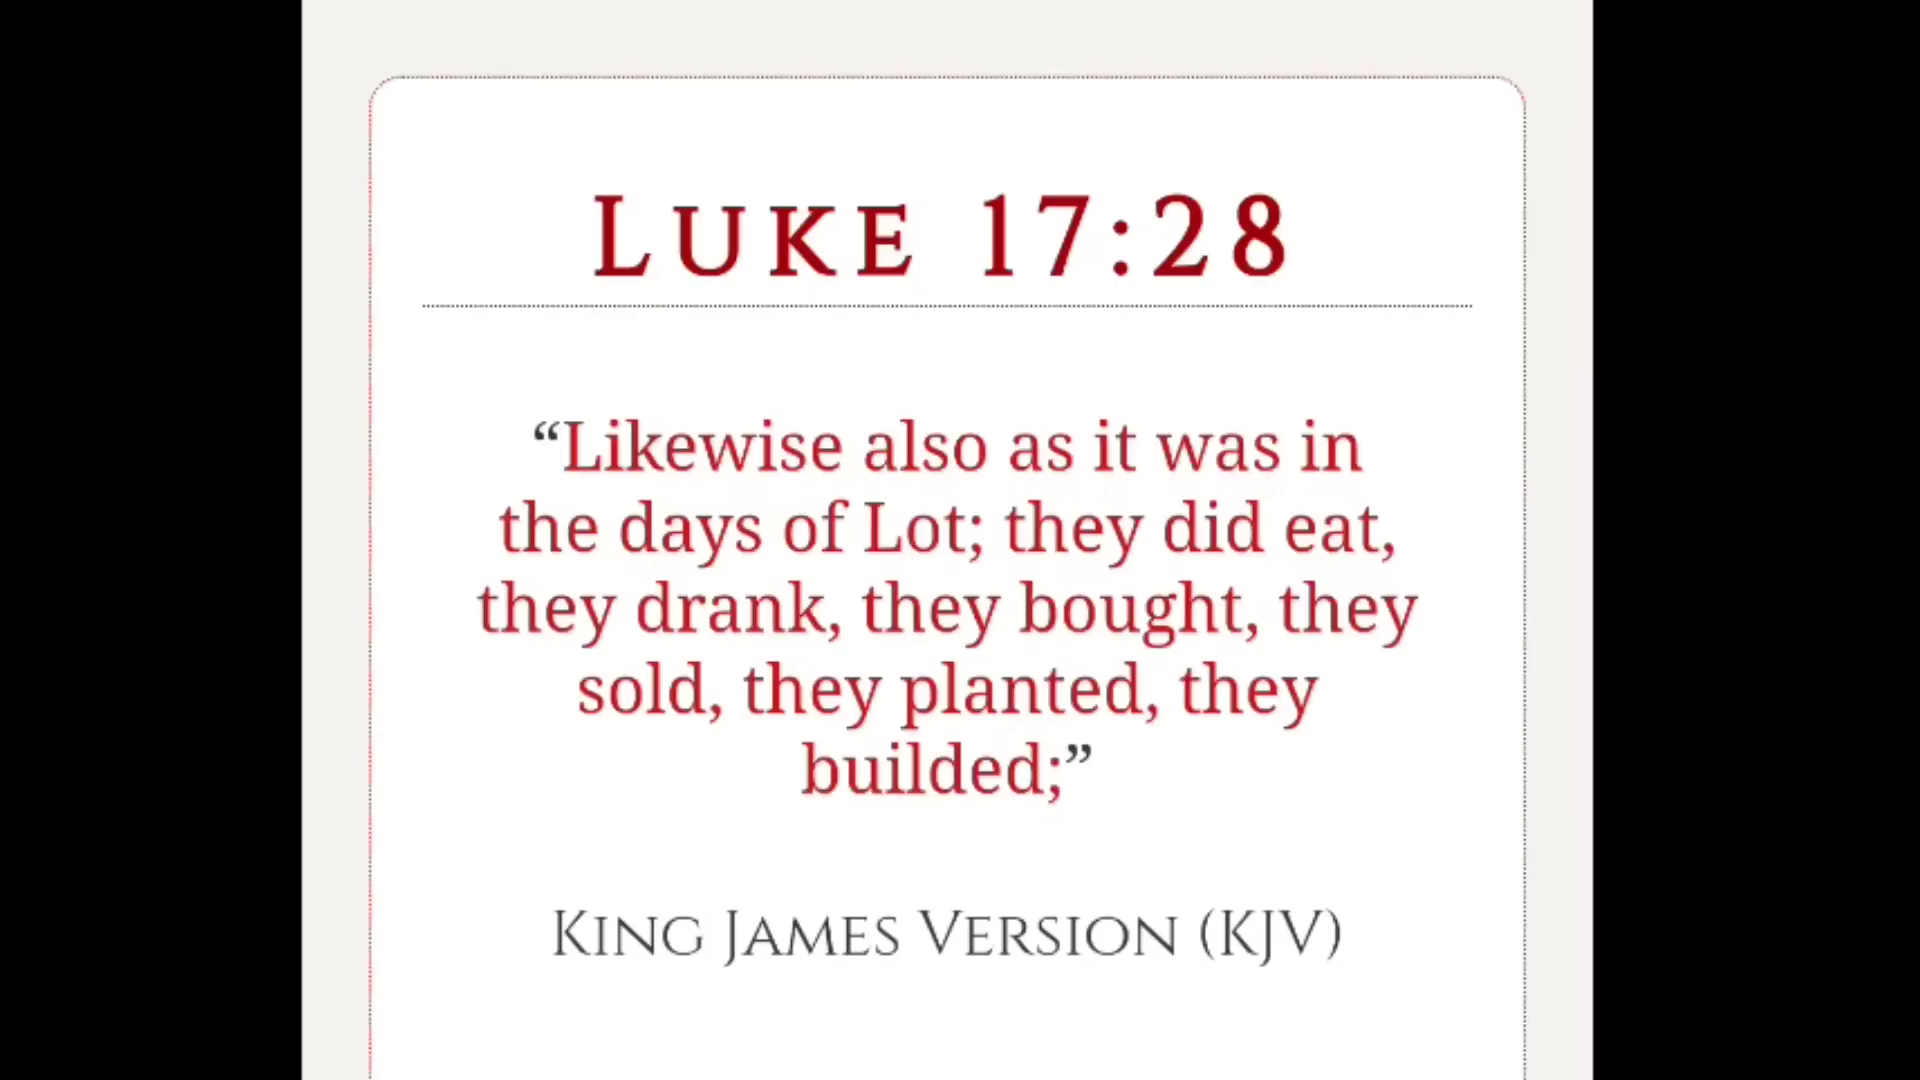 Luke 17:28
“Likewise also as it was in
the days of Lot; they did eat,
they drank, they bought, they
sold, they planted, they
builded;”
King James Version (KJV)